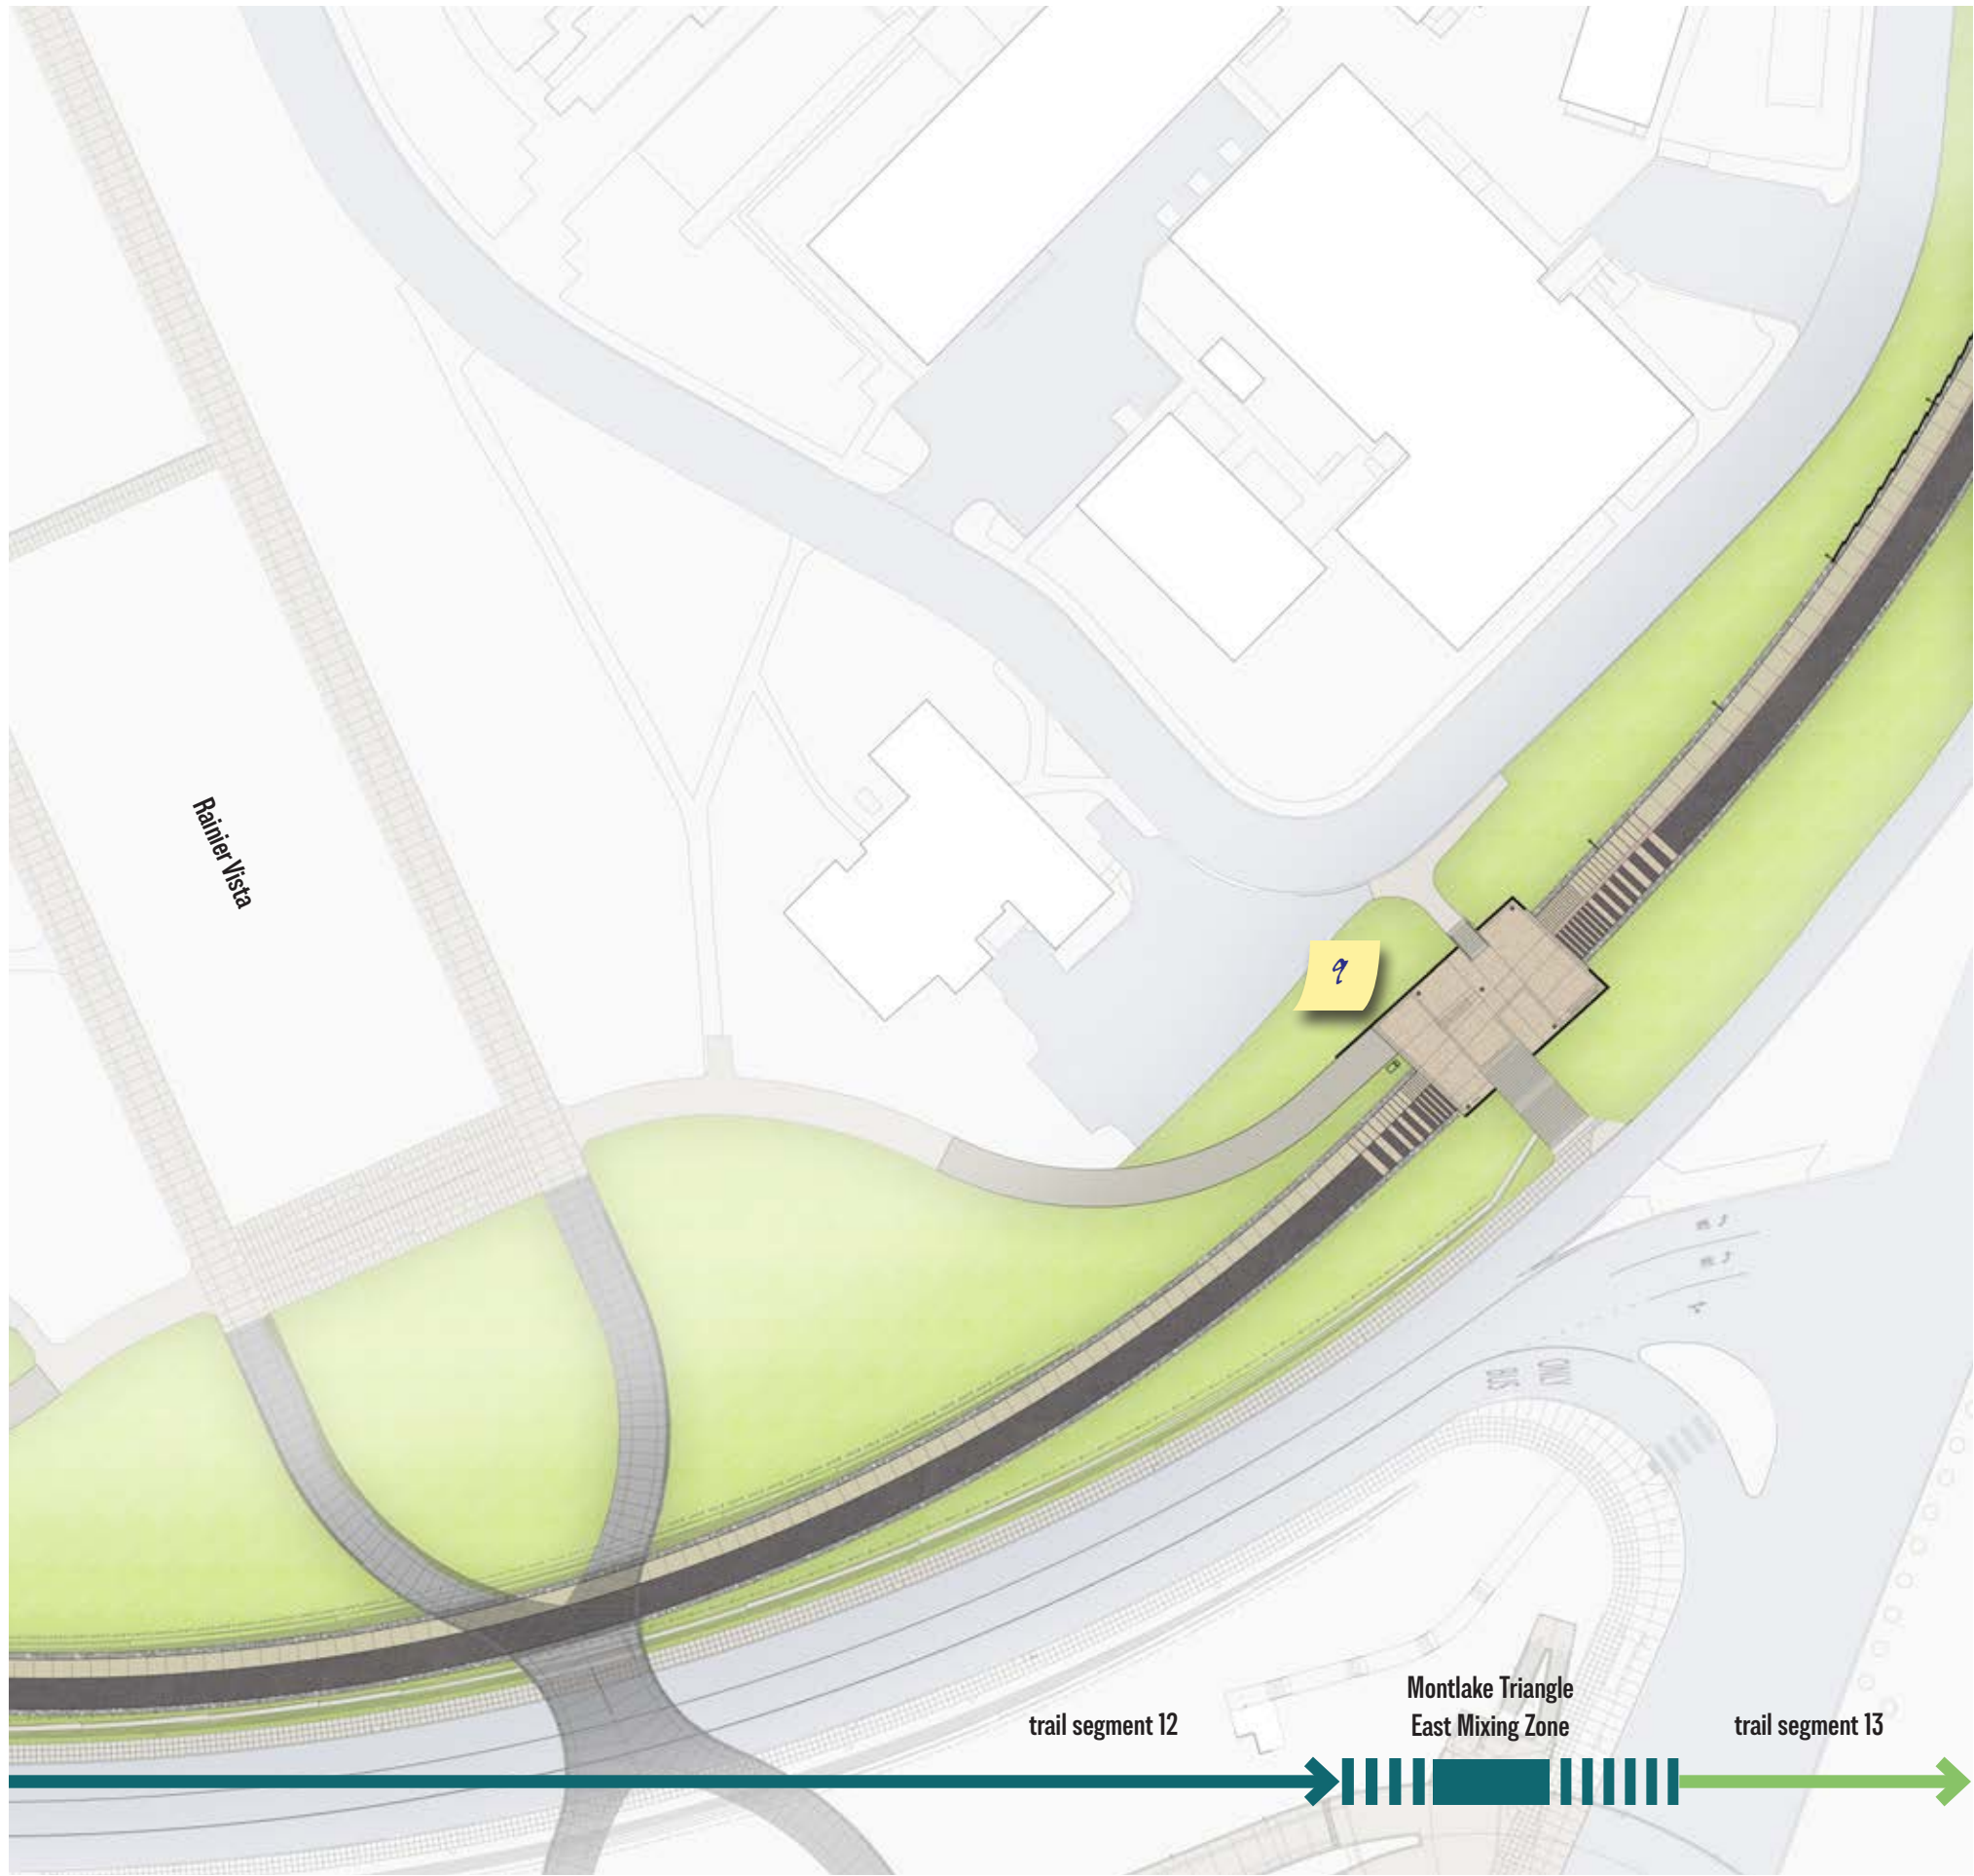 Rainier Vista
9
ONLY
BUS
trail segment 12
Montlake Triangle
East Mixing Zone
trail segment 13